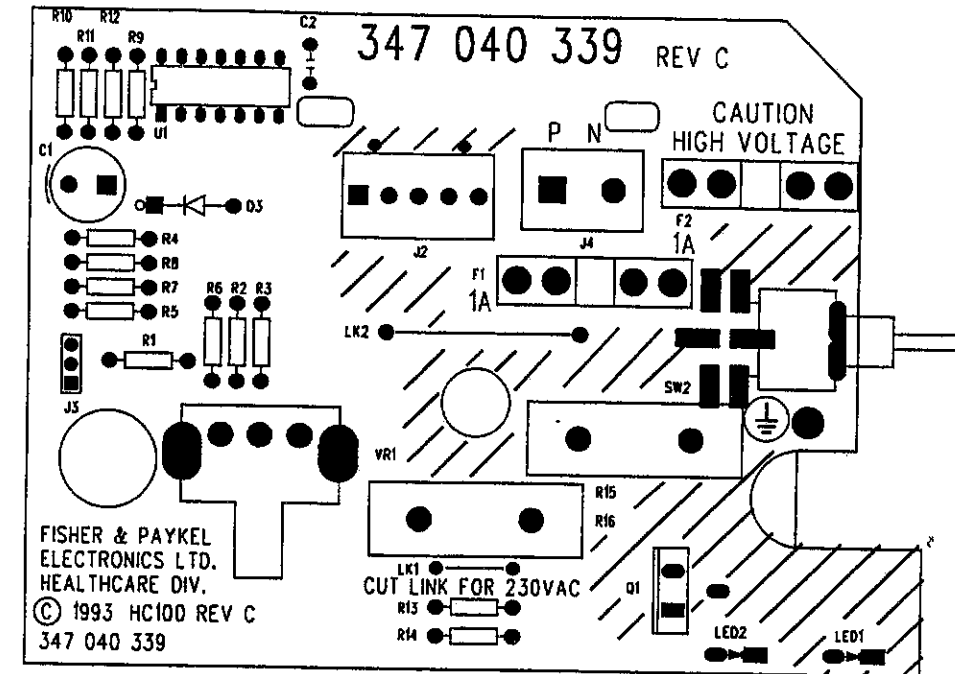 347 040 339 REV C
R10 R12
R11 R9
C2
U1
CAUTION
HIGH VOLTAGE
P N
C1
D3
J2
J4
F2
1A
R4
R8
R7
R5
F1
1A
R6 R2 R3
LK2
R1
SW2
J3
VR1
R15
R16
FISHER & PAYKEL
ELECTRONICS LTD.
HEALTHCARE DIV.
© 1993 HC100 REV C
347 040 339
LK1
CUT LINK FOR 230VAC
R13
R14
Q1
LED2
LED1